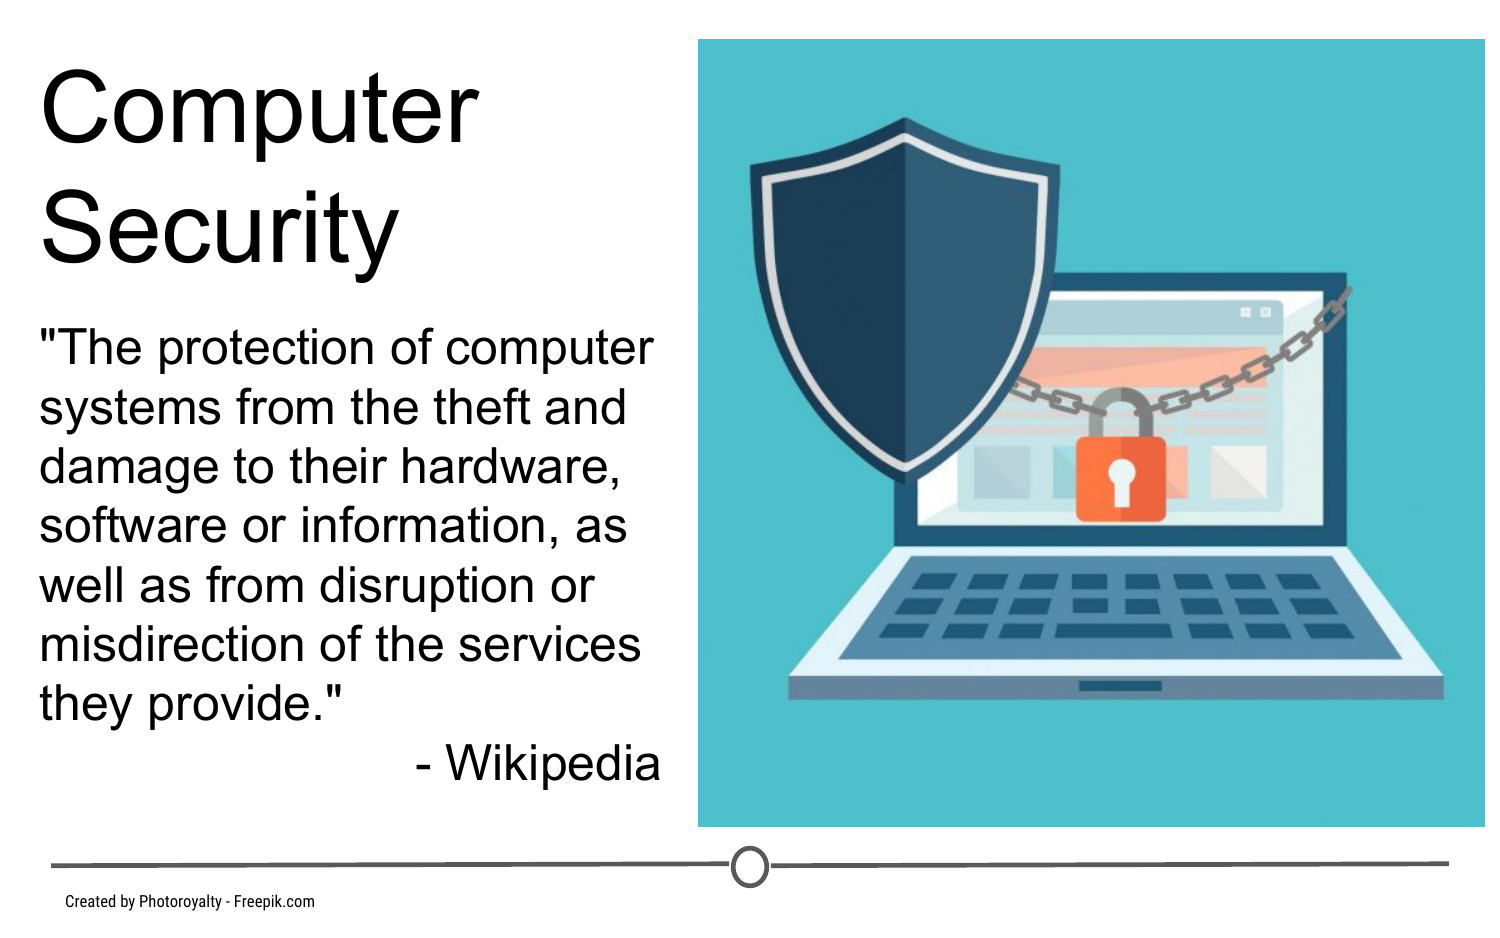 Computer
Security
"The protection of computer
systems from the theft and
damage to their hardware,
software or information, as
well as from disruption or
misdirection of the services
they provide."
- Wikipedia
Created by Photoroyalty - Freepik.com